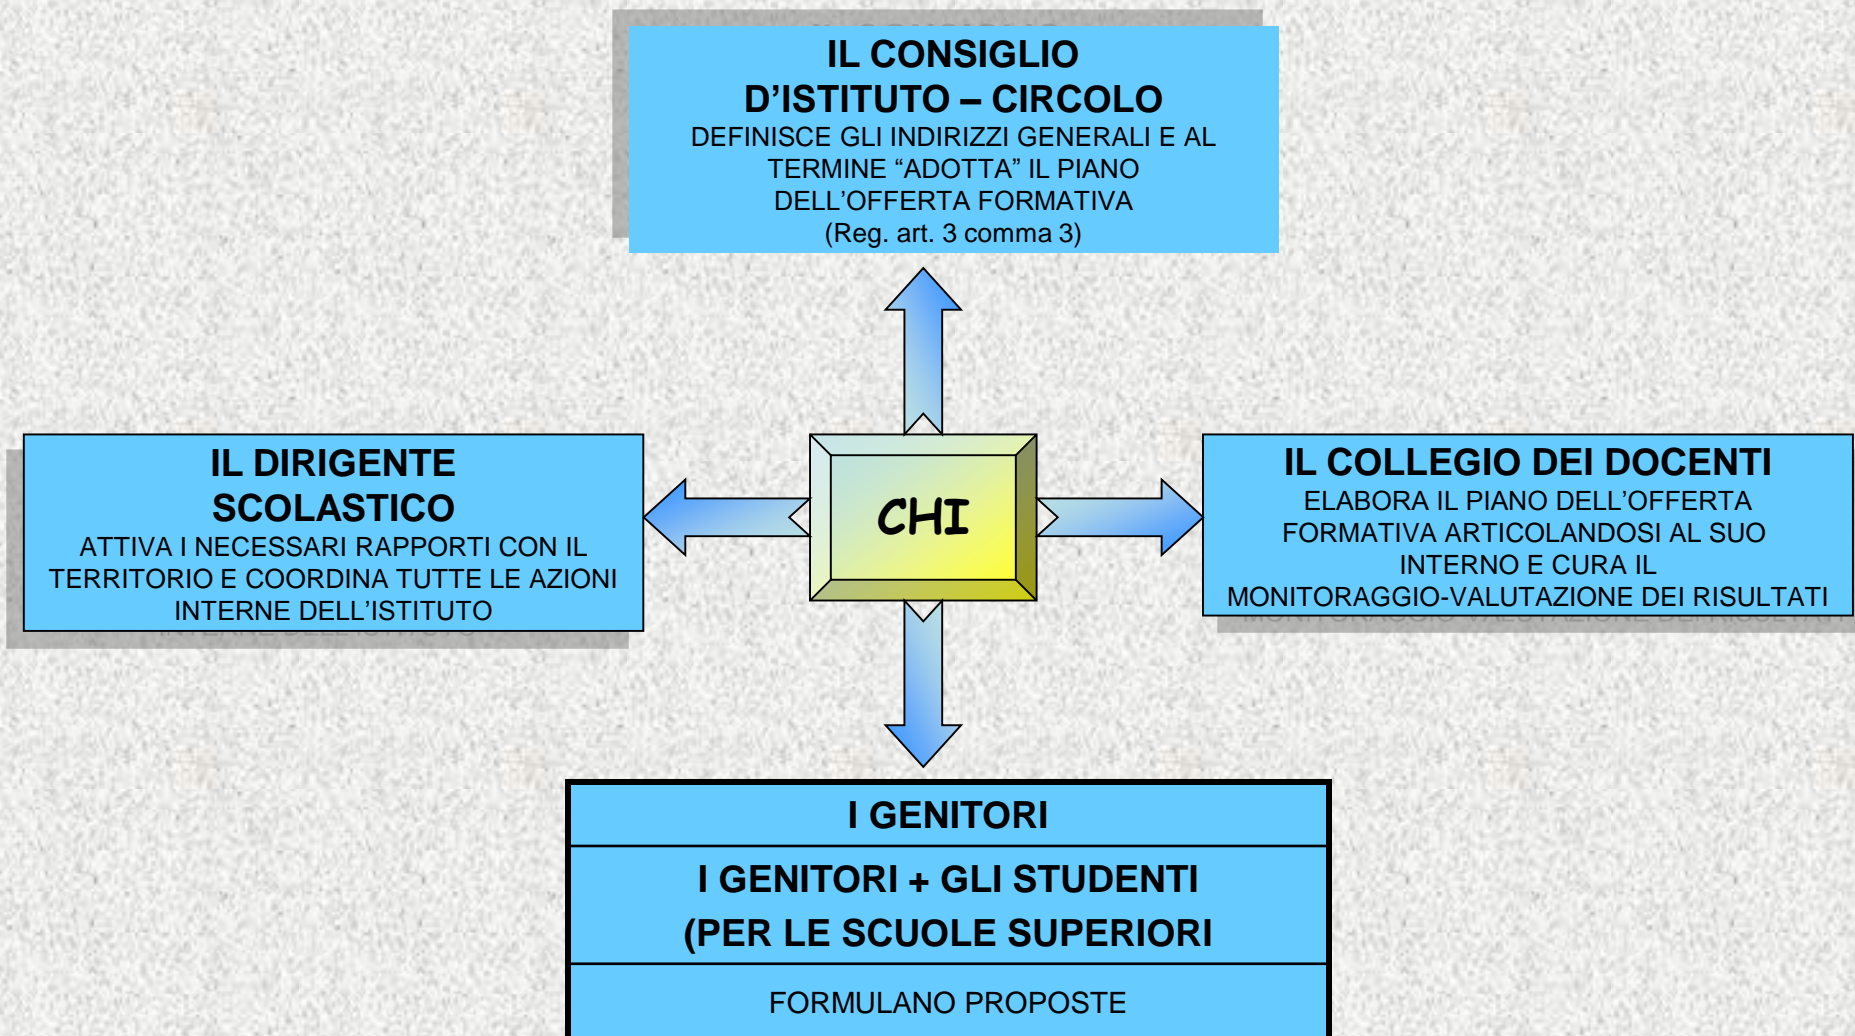 IL CONSIGLIO
D’ISTITUTO – CIRCOLO
DEFINISCE GLI INDIRIZZI GENERALI E AL
TERMINE “ADOTTA” IL PIANO
DELL’OFFERTA FORMATIVA
(Reg. art. 3 comma 3)
IL DIRIGENTE
SCOLASTICO
ATTIVA I NECESSARI RAPPORTI CON IL
TERRITORIO E COORDINA TUTTE LE AZIONI
INTERNE DELL’ISTITUTO
CHI
IL COLLEGIO DEI DOCENTI
ELABORA IL PIANO DELL’OFFERTA
FORMATIVA ARTICOLANDOSI AL SUO
INTERNO E CURA IL
MONITORAGGIO-VALUTAZIONE DEI RISULTATI
I GENITORI
I GENITORI + GLI STUDENTI
(PER LE SCUOLE SUPERIORI
FORMULANO PROPOSTE